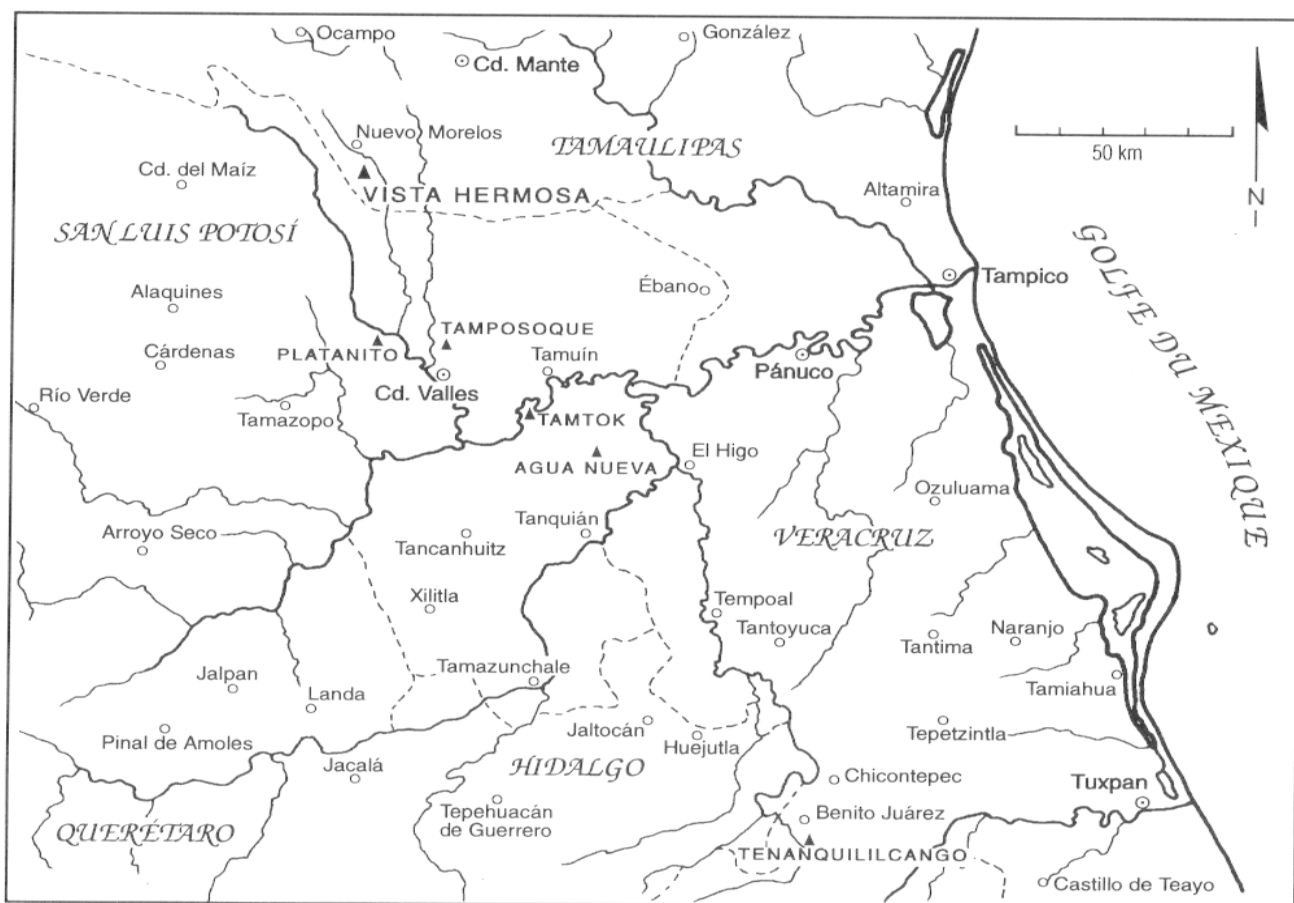 Ocampo
González
Cd. Mante
Nuevo Morelos
TAMAULIPAS
50 km
Cd. del Maíz
VISTA HERMOSA
Altamira
N
SAN LUIS POTOSÍ
GOLFE DU MEXIQUE
Tampico
Alaquines
Ébano
TAMPOSOQUE
Cárdenas
PLATANITO
Tamuín
Pánuco
Cd. Valles
Río Verde
Tamazopo
TAMTOK
El Higo
AGUA NUEVA
Ozuluama
Arroyo Seco
Tanquián
VERACRUZ
Tancanhuitz
Xilitla
Tempoal
Tantoyuca
Naranjo
Tantima
Tamazunchale
Jalpan
Tamiahua
Landa
Jaltocán
Tepetzintla
Pinal de Amoles
Huejutla
HIDALGO
Jacalá
Chicontepec
Tuxpan
Tepehuacán
de Guerrero
Benito Juárez
QUERÉTARO
TENANQUILILCANGO
Castillo de Teayo